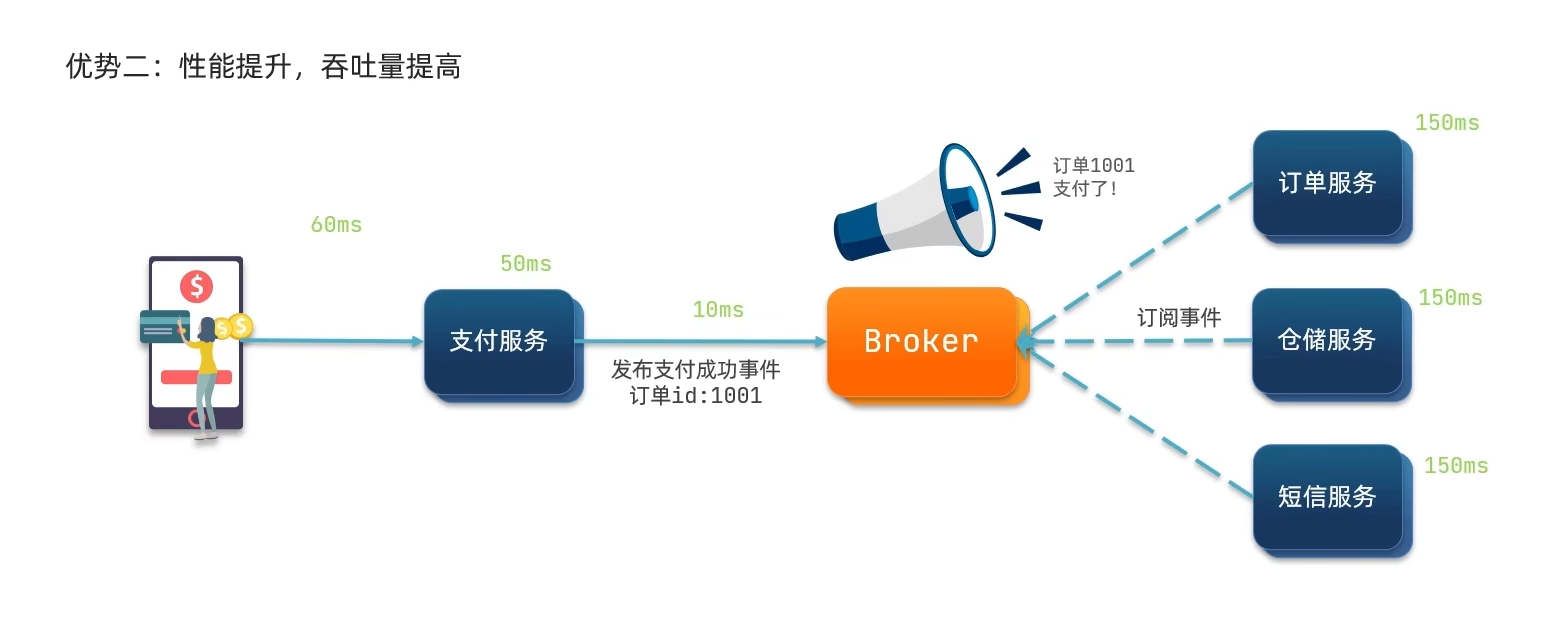 优势二：性能提升，吞吐量提高
150ms
订单1001
支付了！
订单服务
60ms
50ms
10ms
150ms
订阅事件
支付服务
Broker
仓储服务
发布支付成功事件
订单id:1001
150ms
短信服务
$
$
$